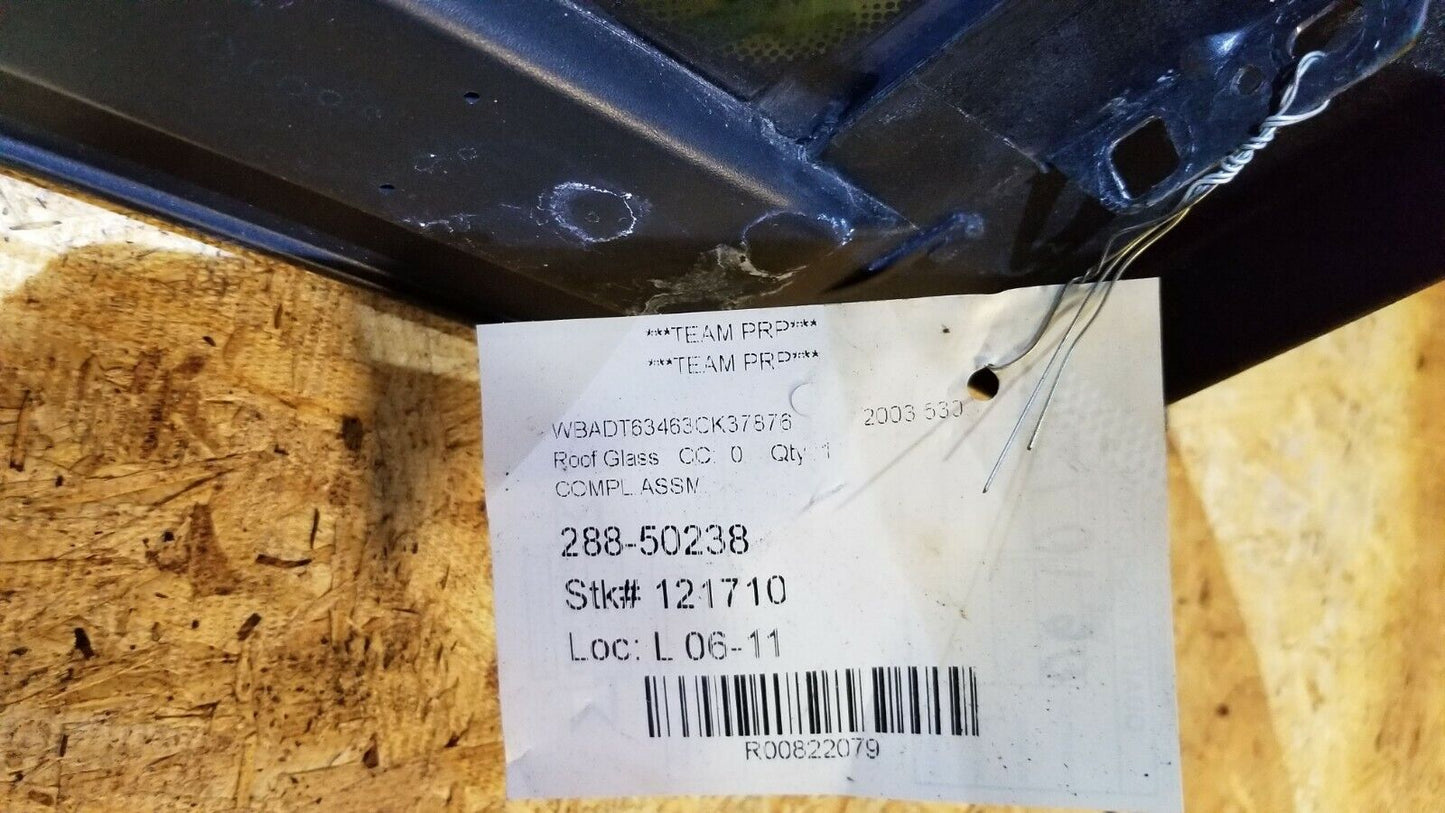 ***TEAM PRP***
***TEAM PRP***
WBADT63463CK37876 2003 530
Roof Glass CC: 0 Qty: 1
COMPL.ASSM
288-50238
Stk# 121710
Loc: L 06-11
R00822079